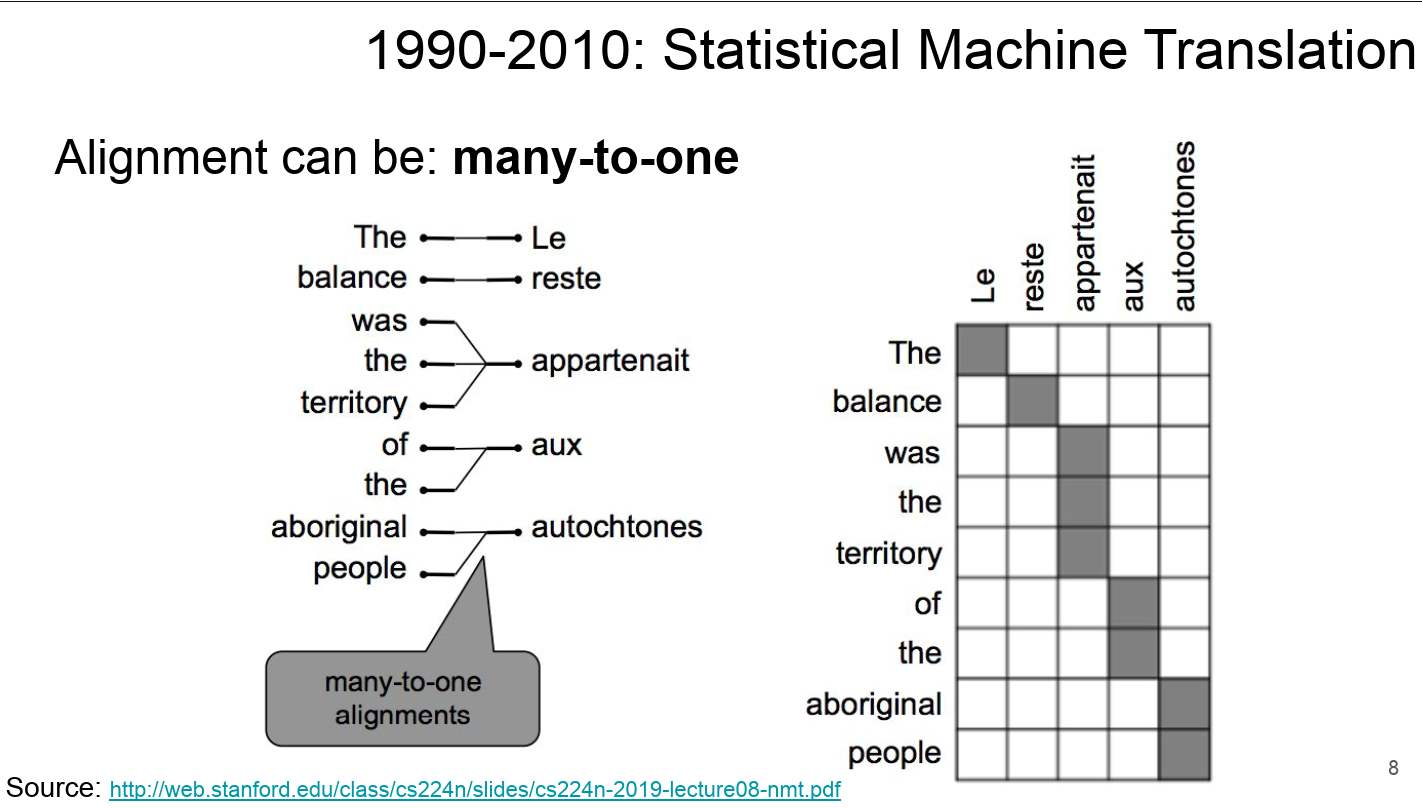 1990-2010: Statistical Machine Translation
Alignment can be: many-to-one
The Le
balance reste
was
the appartenait
territory
of aux
the
aboriginal autochtones
people
many-to-one
alignments
Le
reste
appartenait
aux
autochtones
The
balance
was
the
territory
of
the
aboriginal
people
8
Source: http://web.stanford.edu/class/cs224n/slides/cs224n-2019-lecture08-nmt.pdf